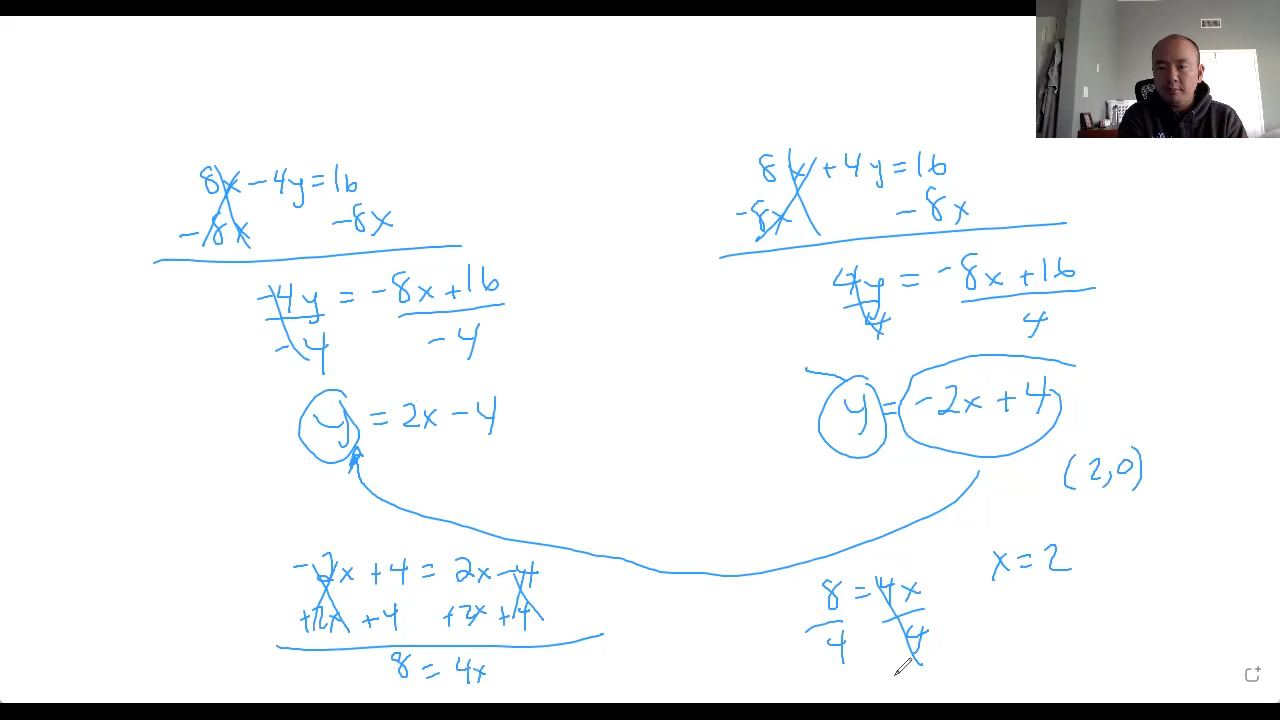 8x - 4y = 16
- 8x - 8x
-4y = -8x + 16
-4 -4
y = 2x - 4
8x + 4y = 16
-8x - 8x
4y = -8x + 16
4 4
y = -2x + 4
(2,0)
-2x + 4 = 2x - 4
+2x + 4 +2x + 4
8 = 4x
8 = 4x
4 4
x = 2